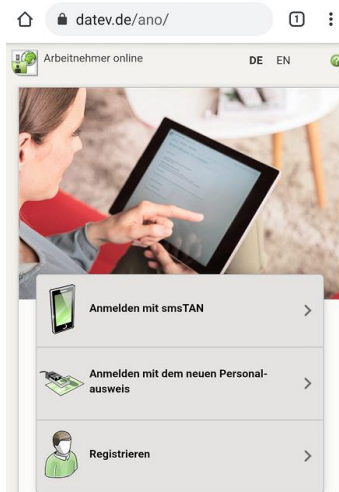 datev.de/ano/
1
Arbeitnehmer online
DE EN
?
Anmelden mit smsTAN
Anmelden mit dem neuen Personal-
ausweis
Registrieren